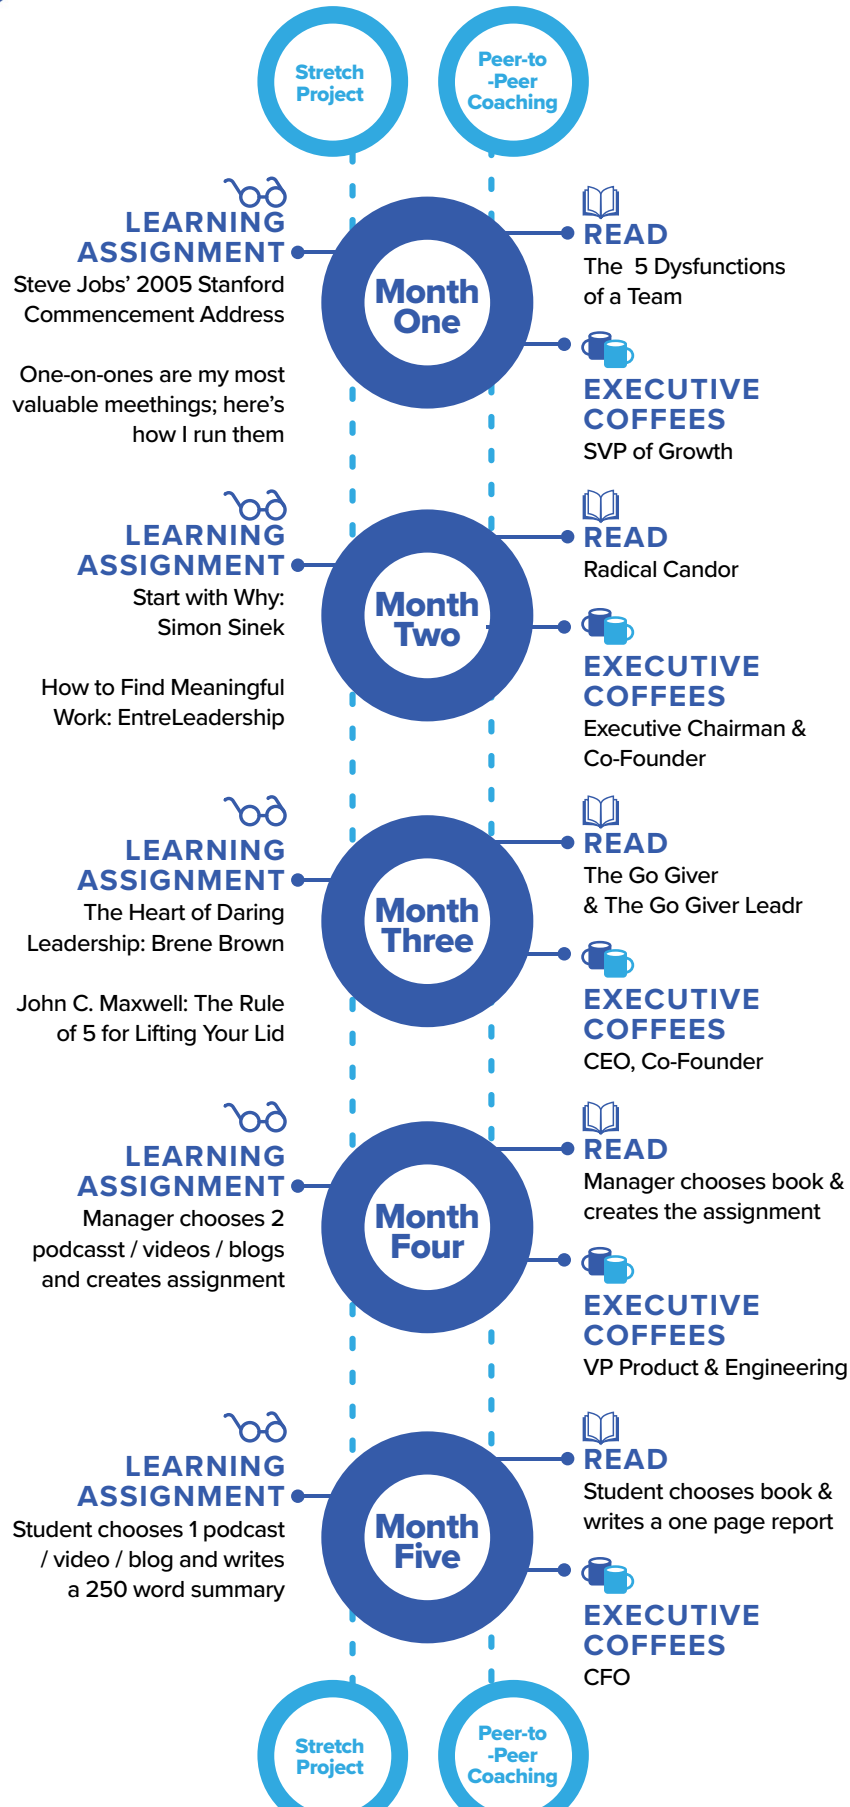 Stretch
Project
Peer-to
-Peer
Coaching
LEARNING
ASSIGNMENT
Steve Jobs’ 2005 Stanford
Commencement Address
One-on-ones are my most
valuable meethings; here’s
how I run them
Month
One
READ
The 5 Dysfunctions
of a Team
EXECUTIVE
COFFEES
SVP of Growth
LEARNING
ASSIGNMENT
Start with Why:
Simon Sinek
How to Find Meaningful
Work: EntreLeadership
Month
Two
READ
Radical Candor
EXECUTIVE
COFFEES
Executive Chairman &
Co-Founder
LEARNING
ASSIGNMENT
The Heart of Daring
Leadership: Brene Brown
John C. Maxwell: The Rule
of 5 for Lifting Your Lid
Month
Three
READ
The Go Giver
& The Go Giver Leadr
EXECUTIVE
COFFEES
CEO, Co-Founder
LEARNING
ASSIGNMENT
Manager chooses 2
podcasst / videos / blogs
and creates assignment
Month
Four
READ
Manager chooses book &
creates the assignment
EXECUTIVE
COFFEES
VP Product & Engineering
LEARNING
ASSIGNMENT
Student chooses 1 podcast
/ video / blog and writes
a 250 word summary
Month
Five
READ
Student chooses book &
writes a one page report
EXECUTIVE
COFFEES
CFO
Stretch
Project
Peer-to
-Peer
Coaching